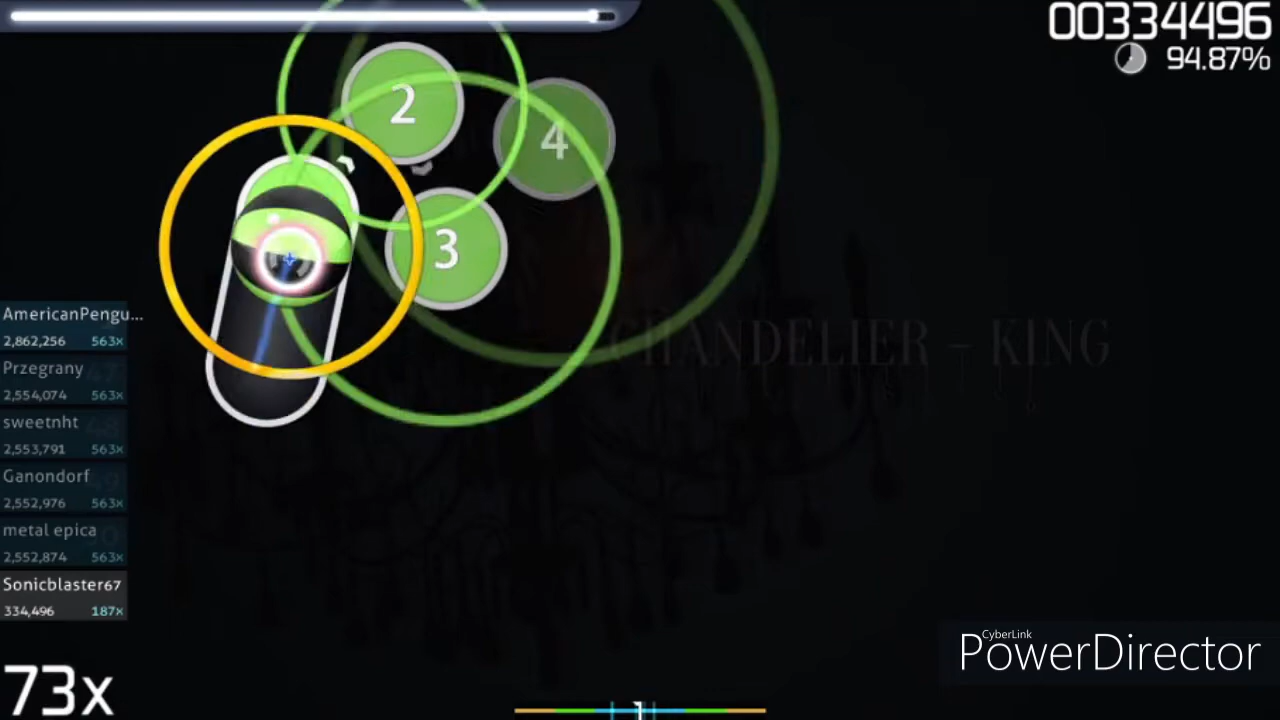 00334496
94.87%
2
4
3
CHANDELIER - KING
AmericanPengu...
2,862,256 563x
Przegrany
2,554,074 563x
sweetnht
2,553,791 563x
Ganondorf
2,552,976 563x
metal epica
2,552,874 563x
Sonicblaster67
334,496 187x
CyberLink
PowerDirector
73x